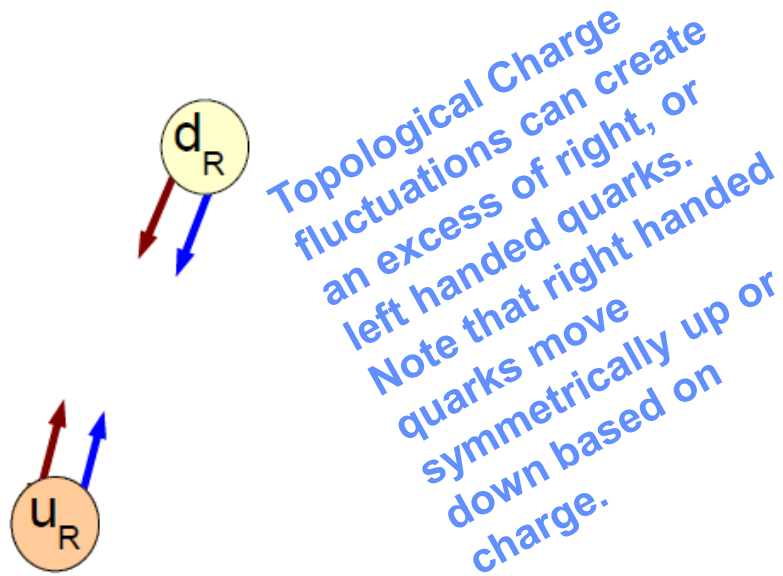 d_R
Topological Charge
fluctuations can create
an excess of right, or
left handed quarks.
Note that right handed
quarks move
symmetrically up or
down based on
charge.
u_R